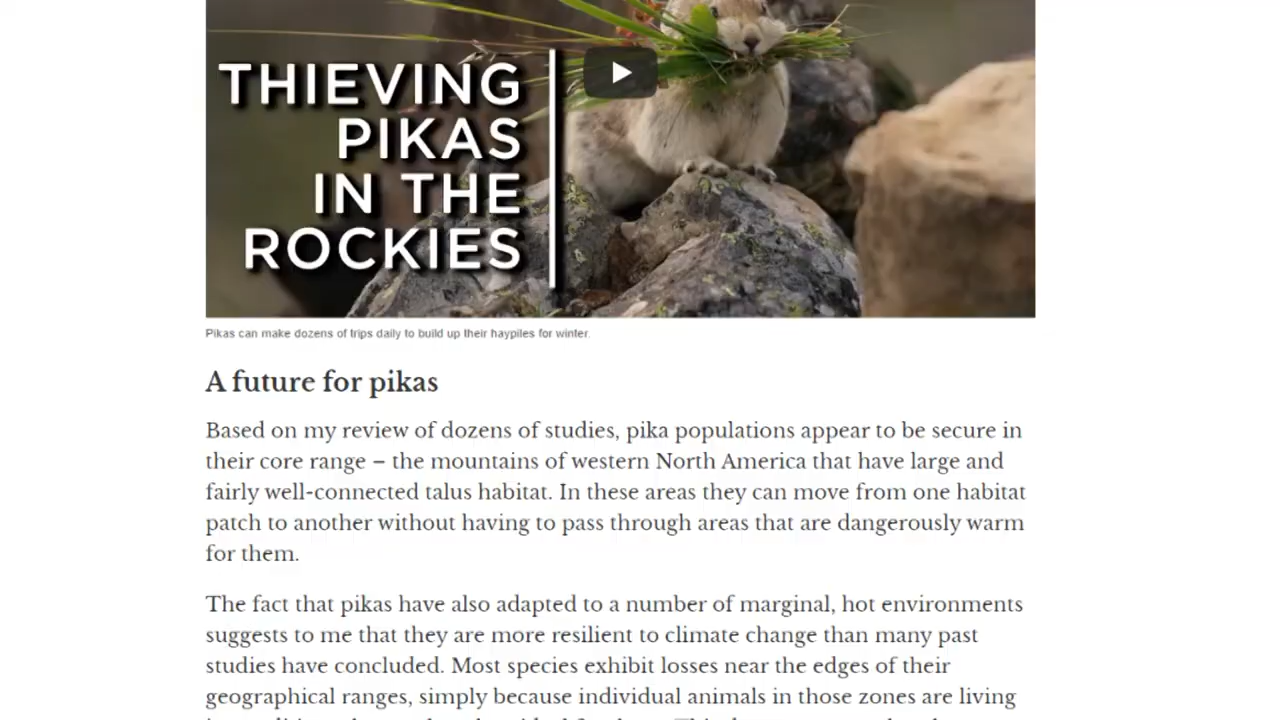 THIEVING
PIKAS
IN THE
ROCKIES
Pikas can make dozens of trips daily to build up their haypiles for winter.
A future for pikas
Based on my review of dozens of studies, pika populations appear to be secure in
their core range – the mountains of western North America that have large and
fairly well-connected talus habitat. In these areas they can move from one habitat
patch to another without having to pass through areas that are dangerously warm
for them.
The fact that pikas have also adapted to a number of marginal, hot environments
suggests to me that they are more resilient to climate change than many past
studies have concluded. Most species exhibit losses near the edges of their
geographical ranges, simply because individual animals in those zones are living